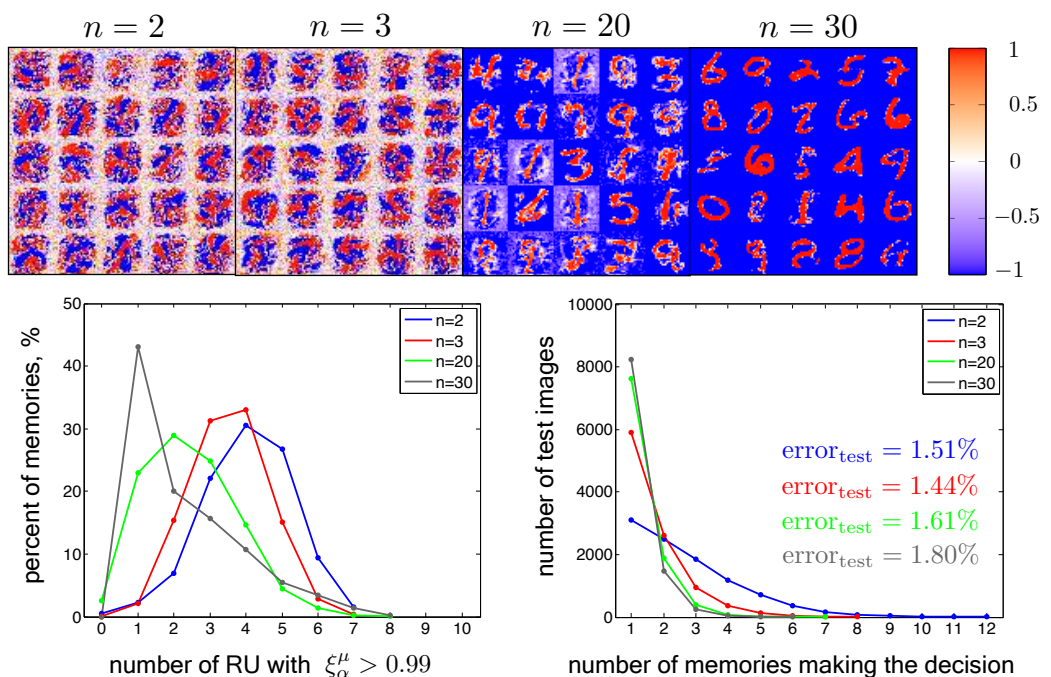 n = 2 n = 3 n = 20 n = 30
1
0.5
0
−0.5
−1
50
40
30
20
10
0
0 1 2 3 4 5 6 7 8 9 10
percent of memories, %
number of RU with ξ_α^μ > 0.99
n=2
n=3
n=20
n=30
10000
8000
6000
4000
2000
0
1 2 3 4 5 6 7 8 9 10 11 12
number of test images
number of memories making the decision
n=2
n=3
n=20
n=30
error_test = 1.51%
error_test = 1.44%
error_test = 1.61%
error_test = 1.80%